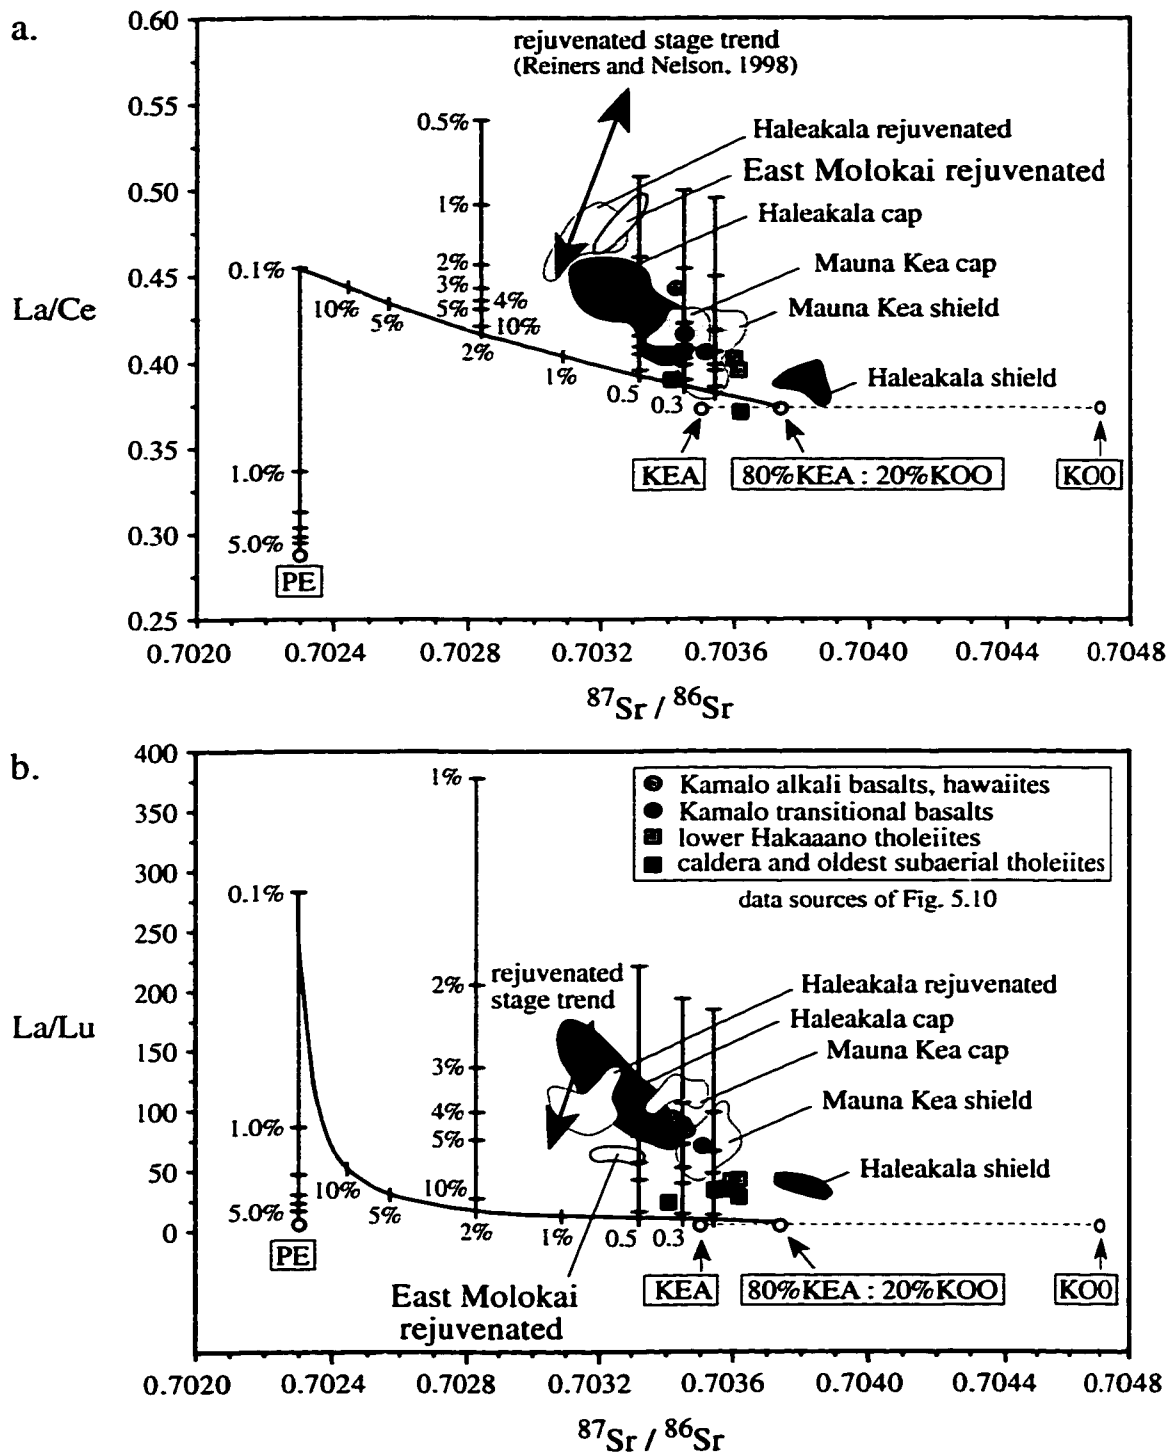 a.
0.60
0.55
0.50
0.45
0.40
0.35
0.30
0.25
La/Ce
rejuvenated stage trend
(Reiners and Nelson. 1998)
Haleakala rejuvenated
East Molokai rejuvenated
Haleakala cap
Mauna Kea cap
Mauna Kea shield
Haleakala shield
0.5%
1%
2%
3%
4%
5%
10%
0.1%
10%
5%
2%
1%
0.5
0.3
1.0%
5.0%
PE
KEA
80%KEA : 20%KOO
KOO
0.7020
0.7024
0.7028
0.7032
0.7036
0.7040
0.7044
0.7048
87Sr / 86Sr
b.
400
350
300
250
200
150
100
50
0
La/Lu
Kamalo alkali basalts, hawaiites
Kamalo transitional basalts
lower Hakaaano tholeiites
caldera and oldest subaerial tholeiites
data sources of Fig. 5.10
1%
0.1%
2%
rejuvenated
stage trend
Haleakala rejuvenated
Haleakala cap
Mauna Kea cap
Mauna Kea shield
Haleakala shield
3%
4%
5%
10%
1.0%
5.0%
10%
5%
2%
1%
0.5
0.3
PE
East Molokai
rejuvenated
KEA
80%KEA : 20%KOO
KOO
0.7020
0.7024
0.7028
0.7032
0.7036
0.7040
0.7044
0.7048
87Sr / 86Sr